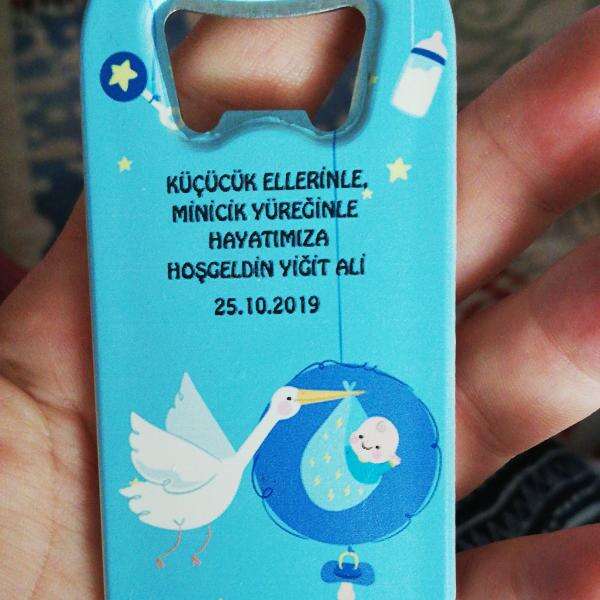 KÜÇÜCÜK ELLERİNLE,
MİNİCİK YÜREĞİNLE
HAYATIMIZA
HOŞGELDİN YİĞİT ALİ
25.10.2019